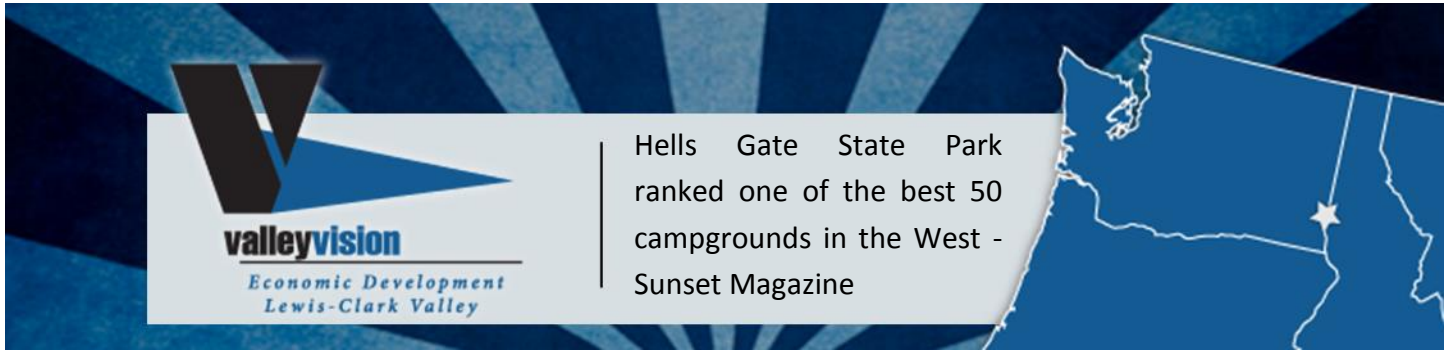 valleyvision
Economic Development
Lewis-Clark Valley
Hells Gate State Park
ranked one of the best 50
campgrounds in the West -
Sunset Magazine